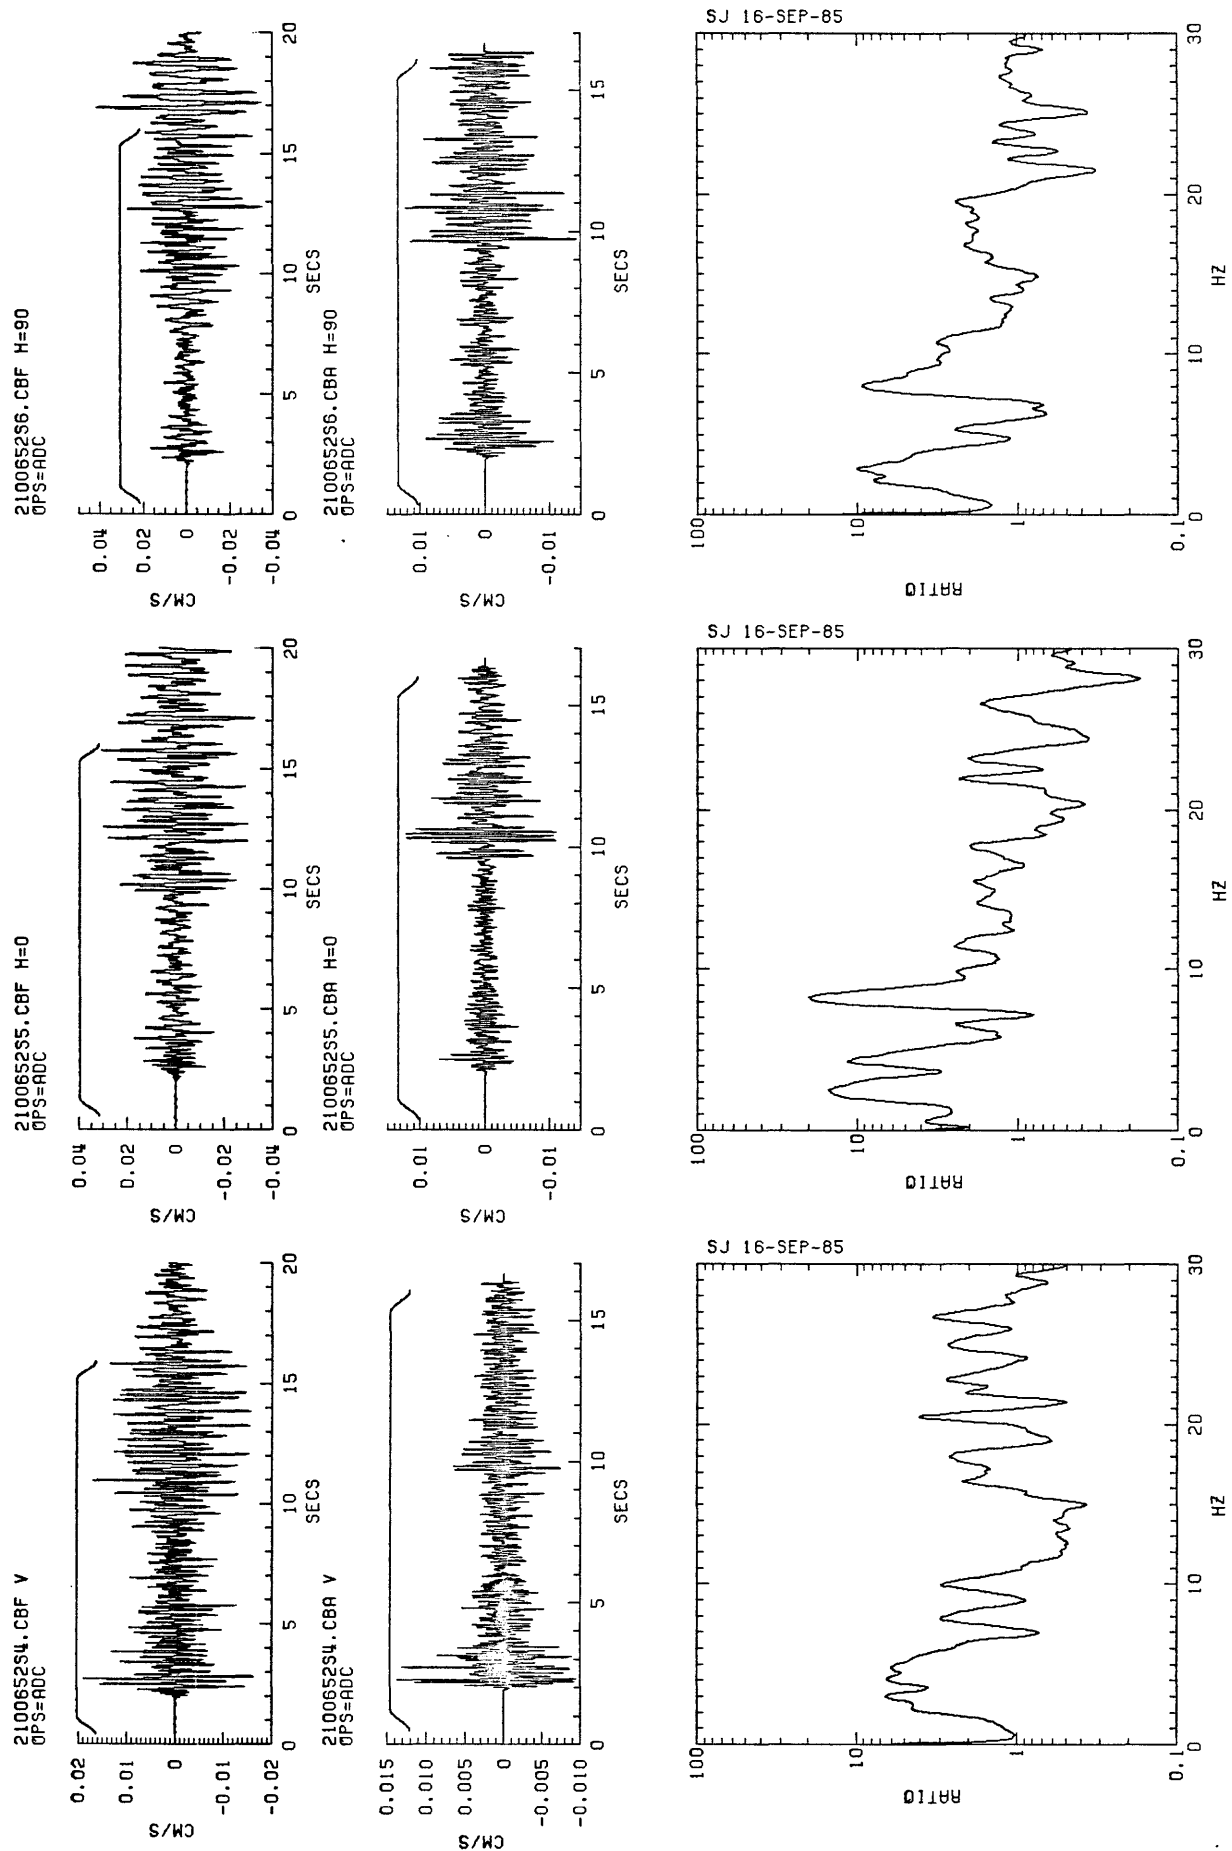 2100652S4.CBF V
OPS=ADC
CM/S
0.02
0.01
0
-0.01
-0.02
0 5 10 15 20
SECS
2100652S5.CBF H=0
OPS=ADC
CM/S
0.04
0.02
0
-0.02
-0.04
0 5 10 15 20
SECS
2100652S6.CBF H=90
OPS=ADC
CM/S
0.04
0.02
0
-0.02
-0.04
0 5 10 15 20
SECS
2100652S4.CBA V
OPS=ADC
CM/S
0.015
0.010
0.005
0
-0.005
-0.010
0 5 10 15
SECS
2100652S5.CBA H=0
OPS=ADC
CM/S
0.01
0
-0.01
0 5 10 15
SECS
2100652S6.CBA H=90
OPS=ADC
CM/S
0.01
0
-0.01
0 5 10 15
SECS
SJ 16-SEP-85
RATIO
100
10
1
0.1
0 10 20 30
HZ
SJ 16-SEP-85
RATIO
100
10
1
0.1
0 10 20 30
HZ
SJ 16-SEP-85
RATIO
100
10
1
0.1
0 10 20 30
HZ